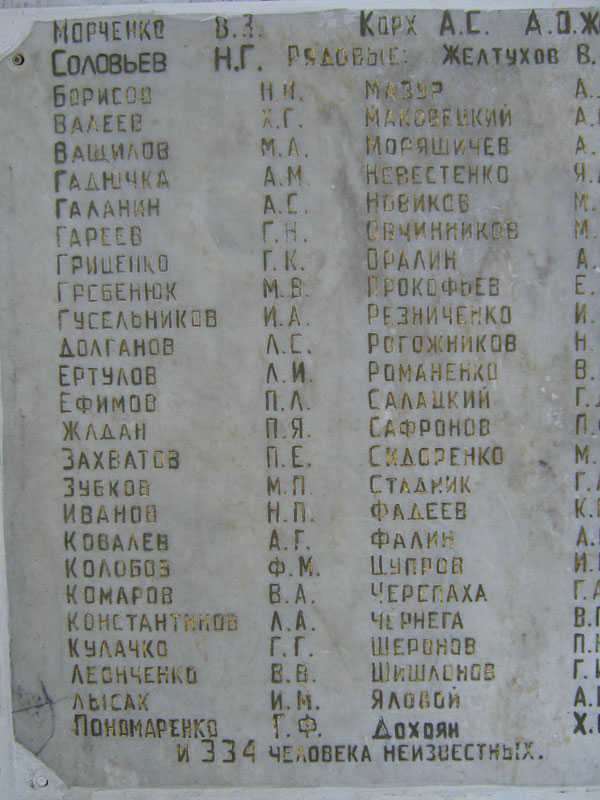 Морченко В.З. Корх А.С. А.О.Ж
Соловьев Н.Г. рядовые: Желтухов В.
Борисов Н.И. Мазур А.
Валеев Х.Г. Маковецкий А.
Ващилов М.А. Моряшичев А.
Гадючка А.М. Невестенко Я.
Галанин А.С. Новиков М.
Гареев Г.Н. Овчинников М.
Гриценко Г.К. Оралин А.
Гребенюк М.В. Прокофьев Е.
Гусельников И.А. Резниченко И.
Долганов Л.С. Рогожников Н.
Ертулов Л.И. Романенко В.
Ефимов П.Л. Салацкий Г.
Жадан П.Я. Сафронов П.
Захватов П.Е. Сидоренко М.
Зубков М.П. Стадник Г.
Иванов Н.П. Фадеев К.
Ковалев А.Г. Фалин А.
Колобов Ф.М. Цупров И.
Комаров В.А. Черепаха Г.
Константинов Л.А. Чернега В.
Кулачко Г.Г. Шеронов П.
Леонченко В.В. Шишлонов Г.
Лысак И.М. Яловой А.
Пономаренко Г.Ф. Дохоян Х.
и 334 человека неизвестных.